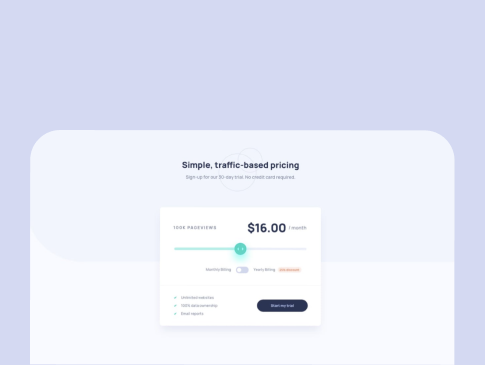 Simple, traffic-based pricing
Sign up for our 30-day trial. No credit card required.
100K PAGEVIEWS
$16.00 / month
Monthly Billing
Yearly Billing
Unlimited websites
100% data ownership
Email reports
Start my trial